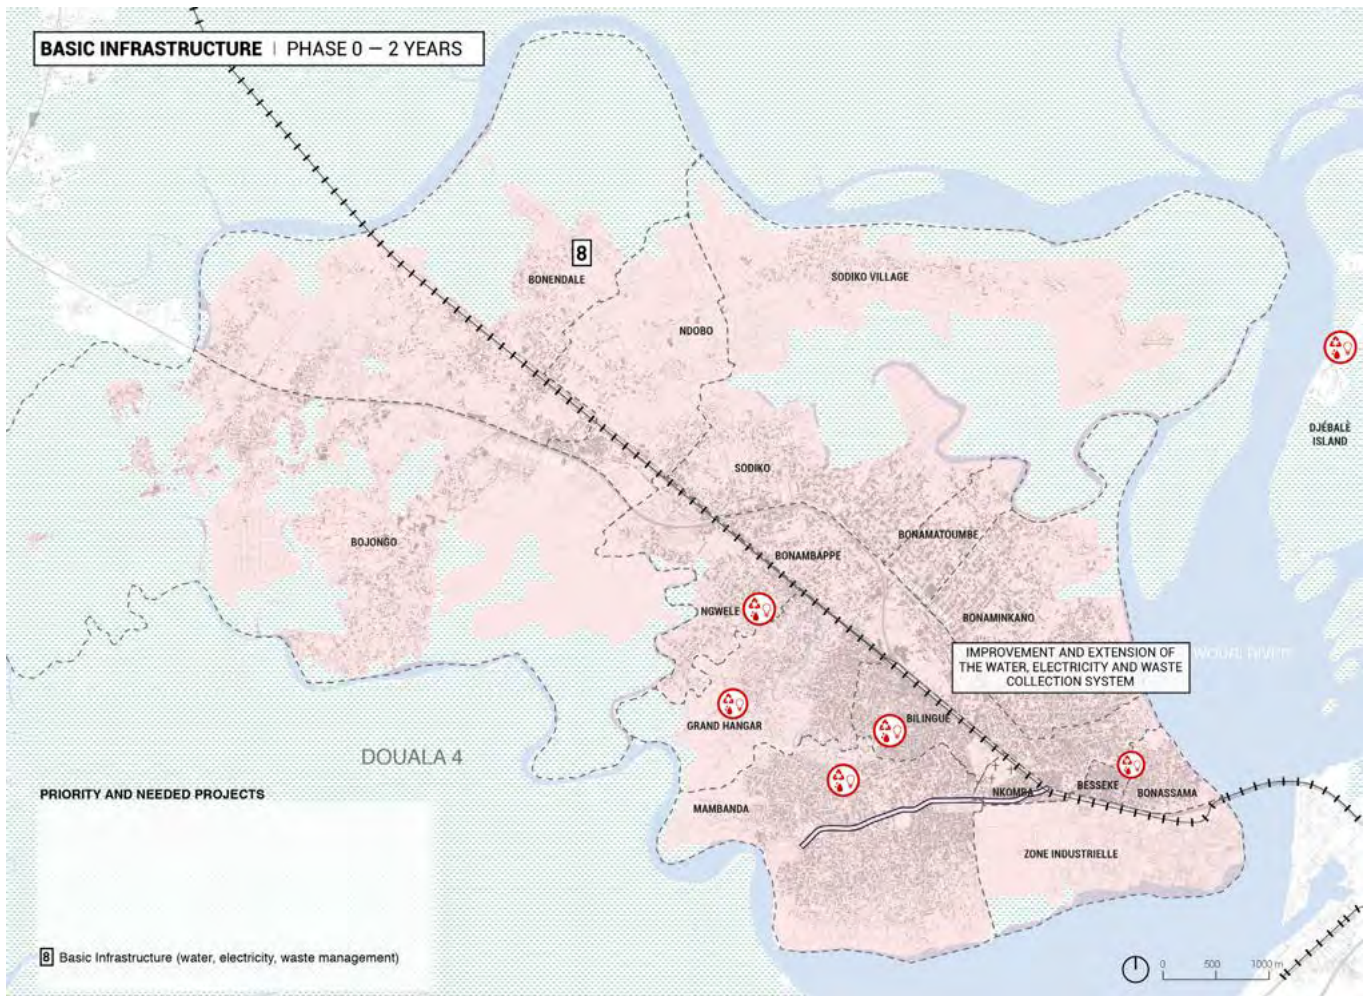 BASIC INFRASTRUCTURE | PHASE 0 — 2 YEARS
8
BONENDALE
SODIKO VILLAGE
NDOBO
DJÉBALÈ
ISLAND
SODIKO
BONAMATOUMBE
BOJONGO
BONAMBAPPE
NGWELE
BONAMINKANO
IMPROVEMENT AND EXTENSION OF
THE WATER, ELECTRICITY AND WASTE
COLLECTION SYSTEM
WOURI RIVER
GRAND HANGAR
BILINGUE
DOUALA 4
BESSEKE
NKOMBA
BONASSAMA
PRIORITY AND NEEDED PROJECTS
MAMBANDA
ZONE INDUSTRIELLE
8 Basic Infrastructure (water, electricity, waste management)
0 500 1000 m